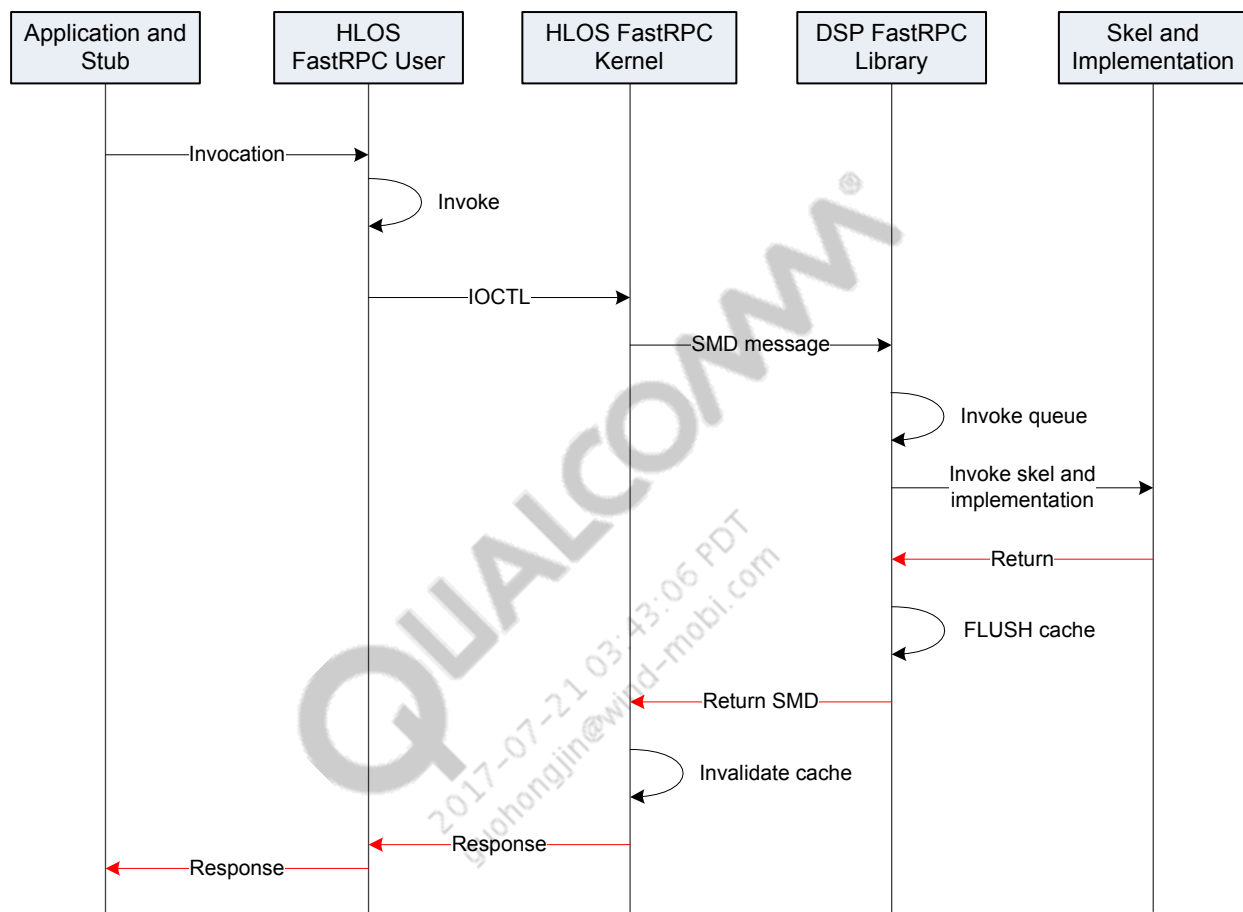 Application and
Stub
HLOS
FastRPC User
HLOS FastRPC
Kernel
DSP FastRPC
Library
Skel and
Implementation
Invocation
Invoke
IOCTL
SMD message
Invoke queue
Invoke skel and
implementation
Return
FLUSH cache
Return SMD
Invalidate cache
Response
Response
QUALCOMM®
2017-07-21 03:43:06 PDT
guohongjin@wind-mobi.com